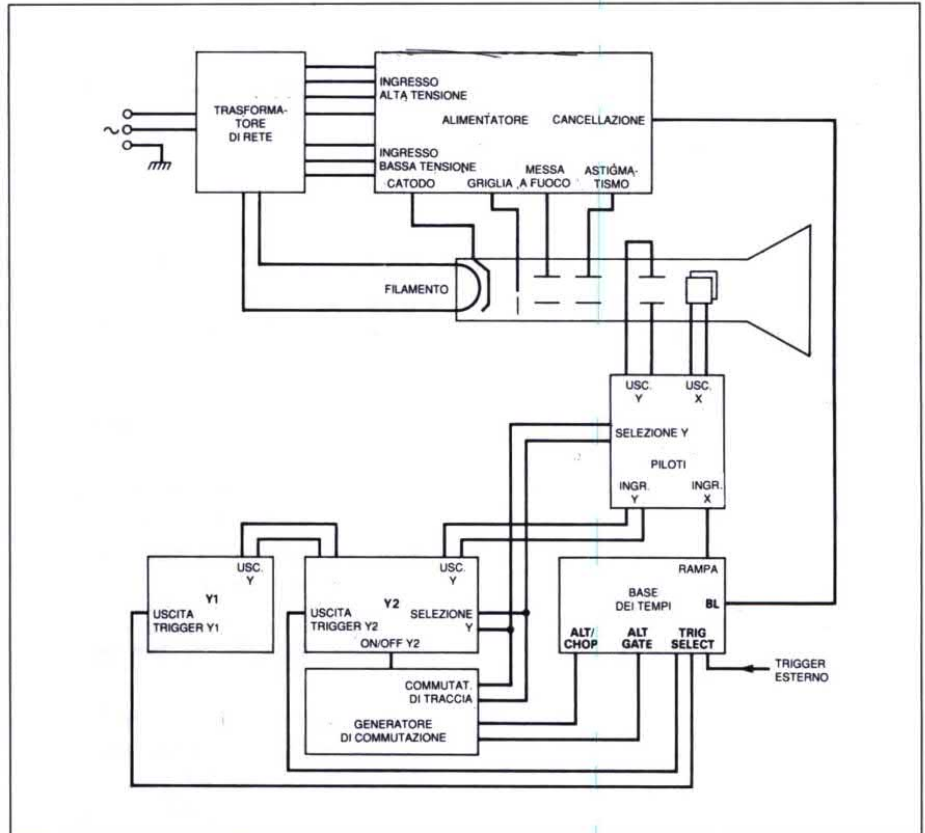 TRASFORMA-
TORE
DI RETE
INGRESSO
ALTA TENSIONE
ALIMENTATORE
CANCELLAZIONE
INGRESSO
BASSA TENSIONE
CATODO
GRIGLIA
MESSA
A FUOCO
ASTIGMA-
TISMO
FILAMENTO
USC.
Y
USC.
X
SELEZIONE Y
PILOTI
INGR.
Y
INGR.
X
USC.
Y
Y1
USCITA
TRIGGER Y1
USC.
Y
Y2
USCITA
TRIGGER Y2
SELEZIONE
Y
ON/OFF Y2
RAMPA
BASE
DEI TEMPI
BL
ALT/
CHOP
ALT
GATE
TRIG
SELECT
TRIGGER
ESTERNO
COMMUTAT.
DI TRACCIA
GENERATORE
DI COMMUTAZIONE